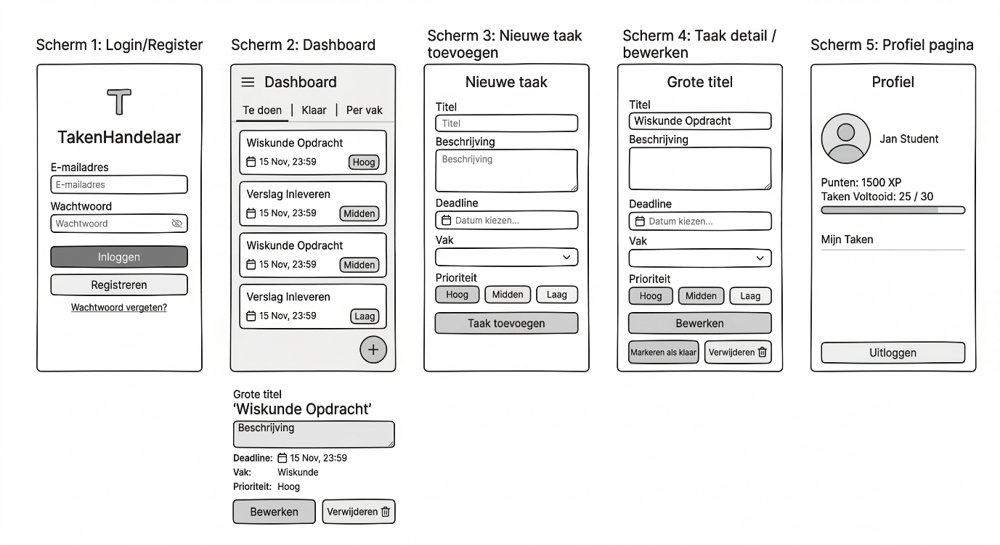 Scherm 1: Login/Register
T
TakenHandelaar
E-mailadres
E-mailadres
Wachtwoord
Wachtwoord
Inloggen
Registreren
Wachtwoord vergeten?
Scherm 2: Dashboard
Dashboard
Te doen | Klaar | Per vak
Wiskunde Opdracht
15 Nov, 23:59 Hoog
Verslag Inleveren
15 Nov, 23:59 Midden
Wiskunde Opdracht
15 Nov, 23:59 Midden
Verslag Inleveren
15 Nov, 23:59 Laag
+
Grote titel
‘Wiskunde Opdracht’
Beschrijving
Deadline: 15 Nov, 23:59
Vak: Wiskunde
Prioriteit: Hoog
Bewerken Verwijderen
Scherm 3: Nieuwe taak
toevoegen
Nieuwe taak
Titel
Titel
Beschrijving
Beschrijving
Deadline
Datum kiezen...
Vak
Prioriteit
Hoog Midden Laag
Taak toevoegen
Scherm 4: Taak detail /
bewerken
Grote titel
Titel
Wiskunde Opdracht
Beschrijving
Deadline
Datum kiezen...
Vak
Prioriteit
Hoog Midden Laag
Bewerken
Markeren als klaar Verwijderen
Scherm 5: Profiel pagina
Profiel
Jan Student
Punten: 1500 XP
Taken Voltooid: 25 / 30
Mijn Taken
Uitloggen